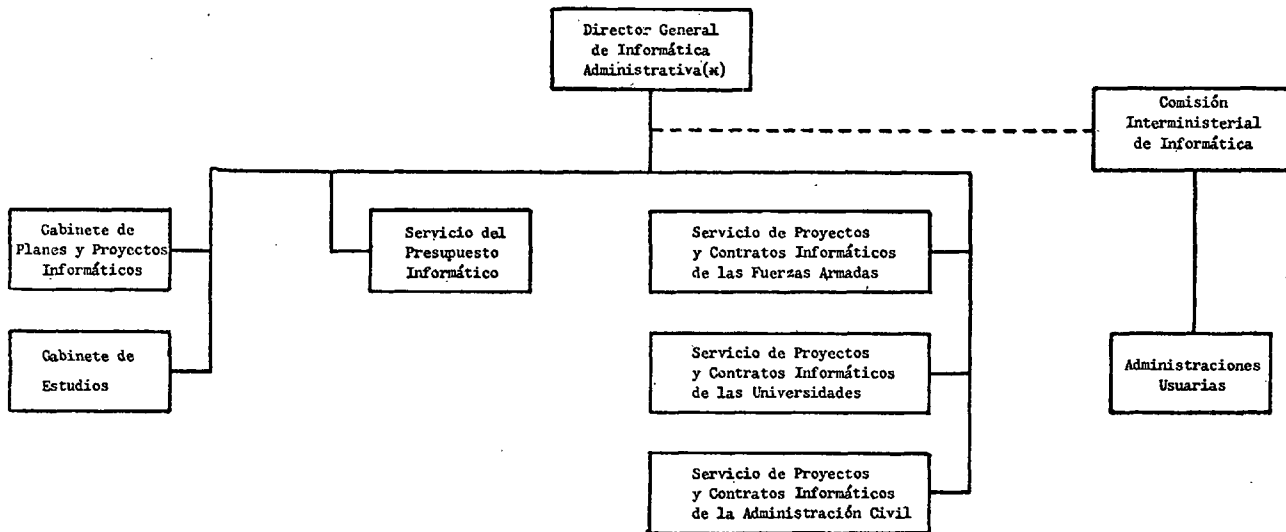 Director General
de Informática
Administrativa(*)
Comisión
Interministerial
de Informática
Gabinete de
Planes y Proyectos
Informáticos
Servicio del
Presupuesto
Informático
Servicio de Proyectos
y Contratos Informáticos
de las Fuerzas Armadas
Gabinete de
Estudios
Servicio de Proyectos
y Contratos Informáticos
de las Universidades
Administraciones
Usuarias
Servicio de Proyectos
y Contratos Informáticos
de la Administración Civil